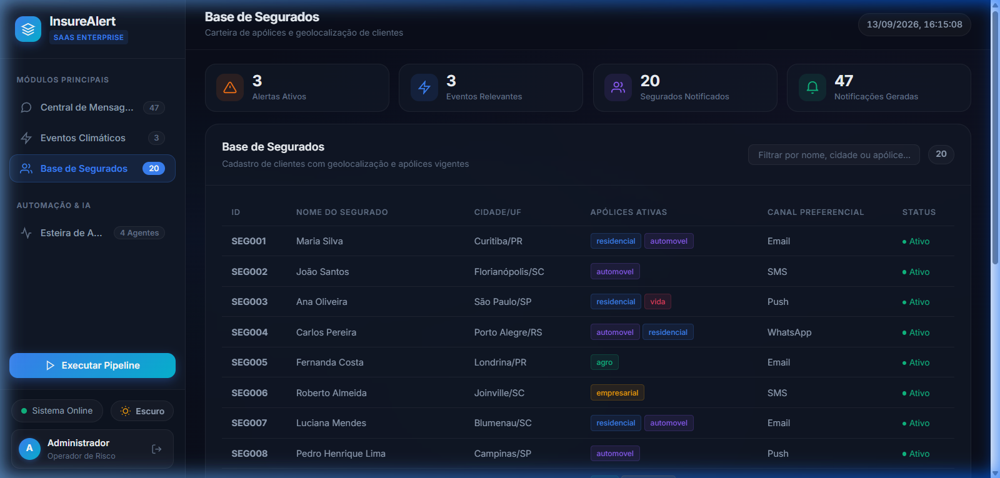 InsureAlert
SAAS ENTERPRISE
MÓDULOS PRINCIPAIS
Central de Mensag... 47
Eventos Climáticos 3
Base de Segurados 20
AUTOMAÇÃO & IA
Esteira de A... 4 Agentes
Executar Pipeline
Sistema Online Escuro
A Administrador
Operador de Risco
Base de Segurados
Carteira de apólices e geolocalização de clientes
13/09/2026, 16:15:08
3 Alertas Ativos
3 Eventos Relevantes
20 Segurados Notificados
47 Notificações Geradas
Base de Segurados
Cadastro de clientes com geolocalização e apólices vigentes
Filtrar por nome, cidade ou apólice... 20
ID NOME DO SEGURADO CIDADE/UF APÓLICES ATIVAS CANAL PREFERENCIAL STATUS
SEG001 Maria Silva Curitiba/PR residencial automovel Email Ativo
SEG002 João Santos Florianópolis/SC automovel SMS Ativo
SEG003 Ana Oliveira São Paulo/SP residencial vida Push Ativo
SEG004 Carlos Pereira Porto Alegre/RS automovel residencial WhatsApp Ativo
SEG005 Fernanda Costa Londrina/PR agro Email Ativo
SEG006 Roberto Almeida Joinville/SC empresarial SMS Ativo
SEG007 Luciana Mendes Blumenau/SC residencial automovel Email Ativo
SEG008 Pedro Henrique Lima Campinas/SP automovel Push Ativo